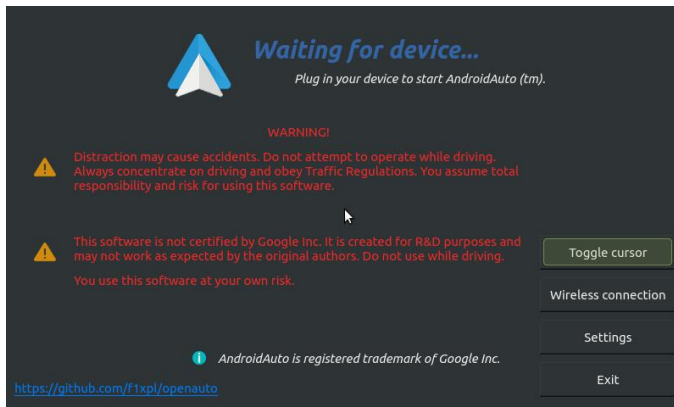 Waiting for device...
Plug in your device to start AndroidAuto (tm).
WARNING!
Distraction may cause accidents. Do not attempt to operate while driving.
Always concentrate on driving and obey Traffic Regulations. You assume total
responsibility and risk for using this software.
This software is not certified by Google Inc. It is created for R&D purposes and
may not work as expected by the original authors. Do not use while driving.
You use this software at your own risk.
Toggle cursor
Wireless connection
Settings
Exit
AndroidAuto is registered trademark of Google Inc.
https://github.com/f1xpl/openauto